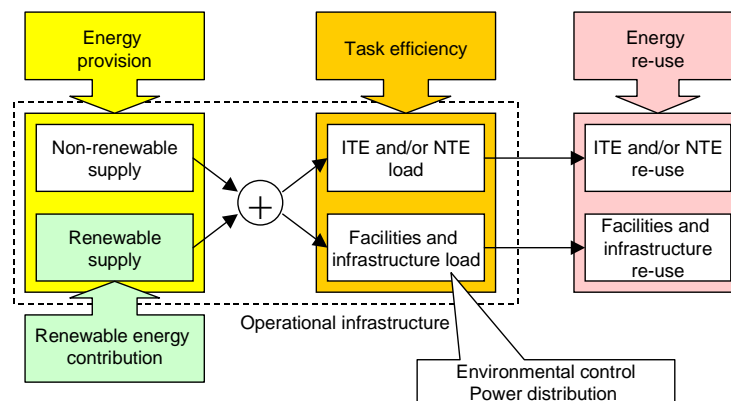 Energy
provision
Task efficiency
Energy
re-use
Non-renewable
supply
ITE and/or NTE
load
ITE and/or NTE
re-use
+
Renewable
supply
Facilities and
infrastructure load
Facilities and
infrastructure
re-use
Operational infrastructure
Renewable energy
contribution
Environmental control
Power distribution